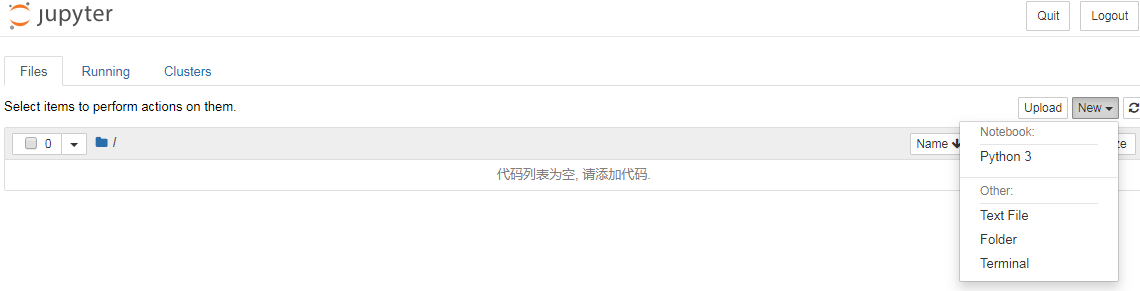 jupyter
Quit
Logout
Files
Running
Clusters
Select items to perform actions on them.
Upload
New
0
/
Name
代码列表为空, 请添加代码.
Notebook:
Python 3
Other:
Text File
Folder
Terminal